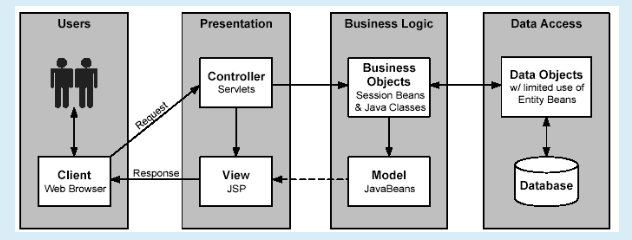 Users
Presentation
Business Logic
Data Access
Controller
Servlets
Business
Objects
Session Beans
& Java Classes
Data Objects
w/ limited use of
Entity Beans
Request
Client
Web Browser
Response
View
JSP
Model
JavaBeans
Database